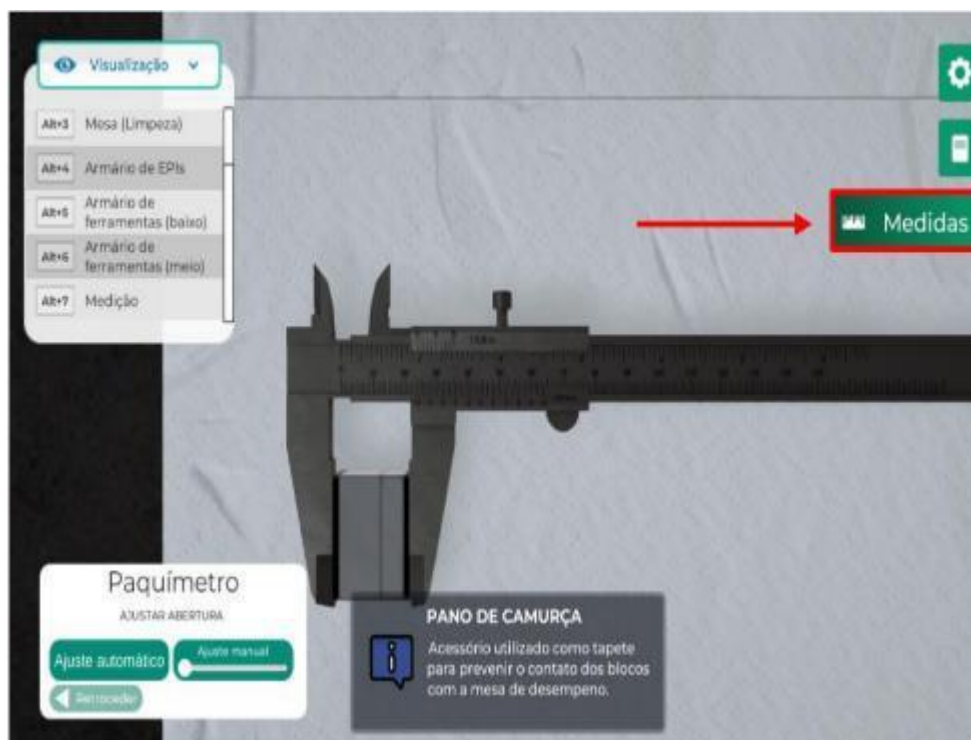 Visualização
Alt+3 Mesa (Limpeza)
Alt+4 Armário de EPIs
Alt+5 Armário de
ferramentas (baixo)
Alt+6 Armário de
ferramentas (meio)
Alt+7 Medição
Medidas
Paquímetro
AJUSTAR ABERTURA
Ajuste automático
Ajuste manual
Retroceder
PANO DE CAMURÇA
Acessório utilizado como tapete
para prevenir o contato dos blocos
com a mesa de desempeno.